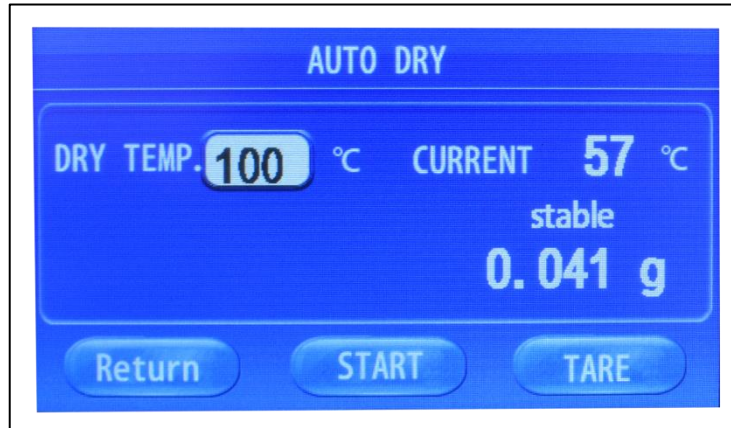 AUTO DRY
DRY TEMP. 100 ℃ CURRENT 57 ℃
stable
0.041 g
Return START TARE